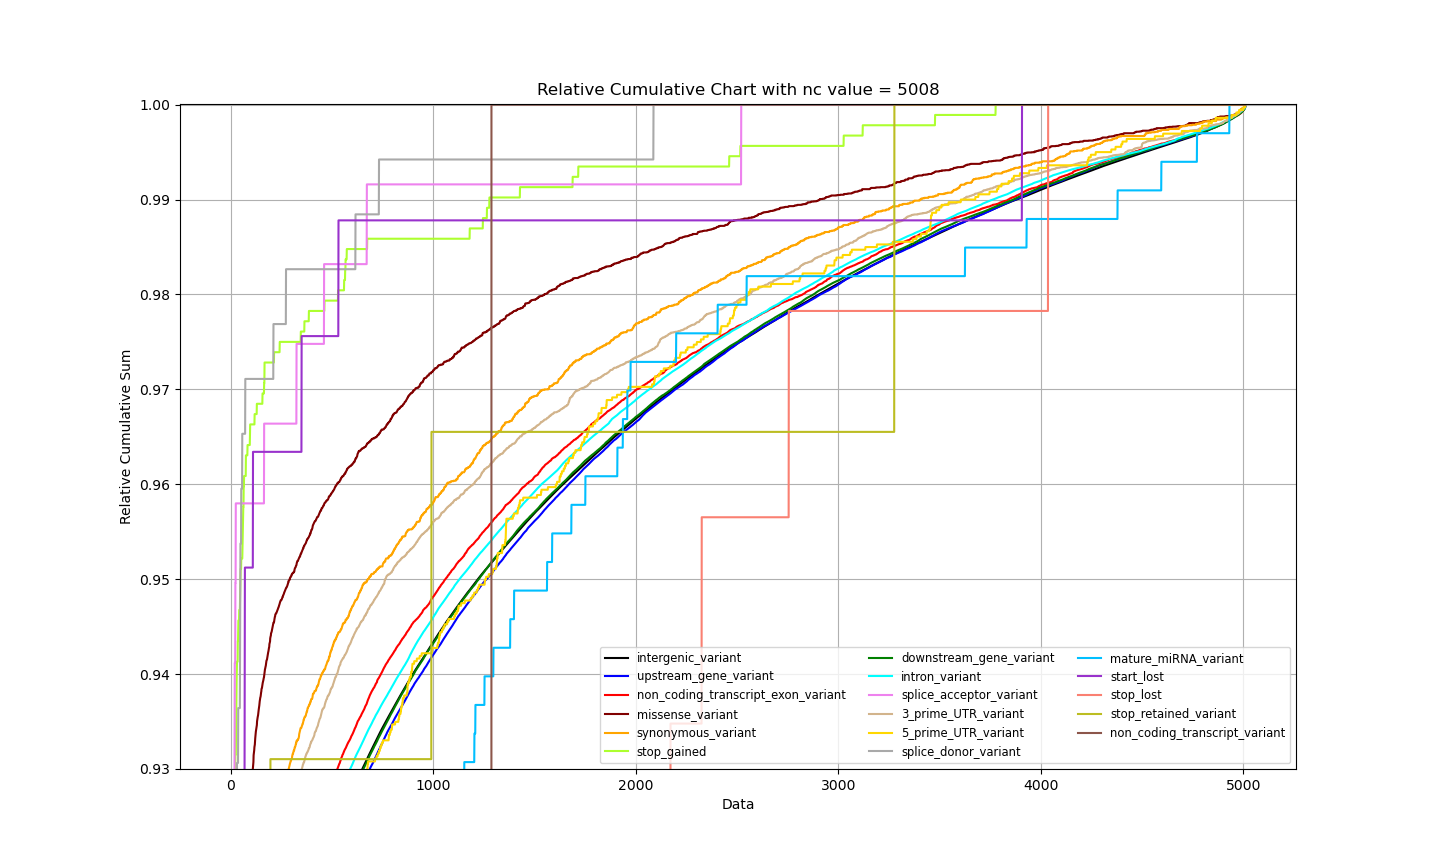 Relative Cumulative Chart with nc value = 5008
Relative Cumulative Sum
1.00
0.99
0.98
0.97
0.96
0.95
0.94
0.93
intergenic_variant
upstream_gene_variant
non_coding_transcript_exon_variant
missense_variant
synonymous_variant
stop_gained
downstream_gene_variant
intron_variant
splice_acceptor_variant
3_prime_UTR_variant
5_prime_UTR_variant
splice_donor_variant
mature_miRNA_variant
start_lost
stop_lost
stop_retained_variant
non_coding_transcript_variant
0 1000 2000 3000 4000 5000
Data